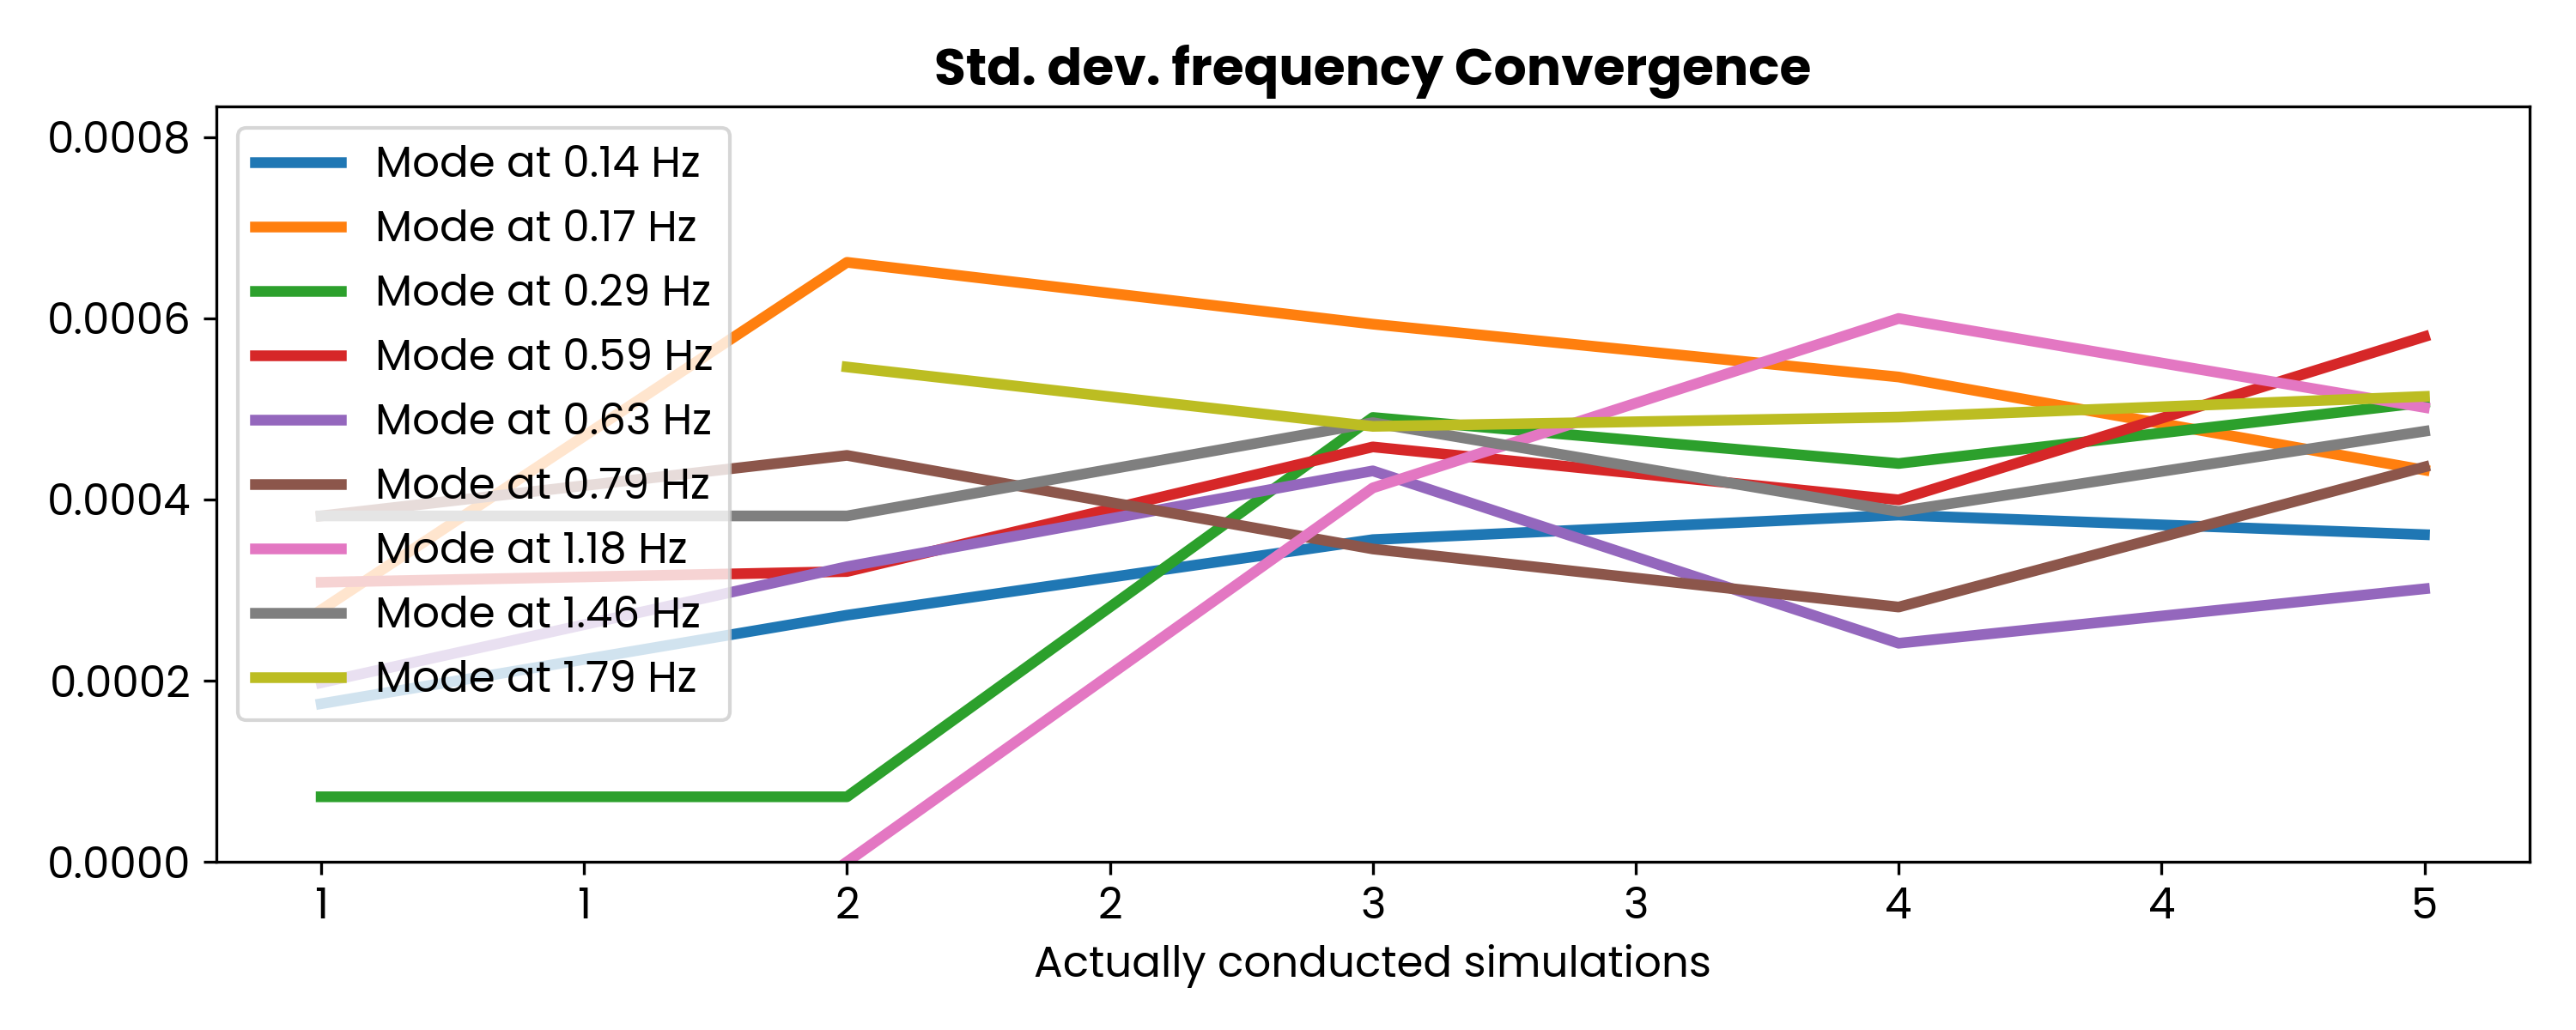 Std. dev. frequency Convergence
0.0008
0.0006
0.0004
0.0002
0.0000
Mode at 0.14 Hz
Mode at 0.17 Hz
Mode at 0.29 Hz
Mode at 0.59 Hz
Mode at 0.63 Hz
Mode at 0.79 Hz
Mode at 1.18 Hz
Mode at 1.46 Hz
Mode at 1.79 Hz
1 1 2 2 3 3 4 4 5
Actually conducted simulations